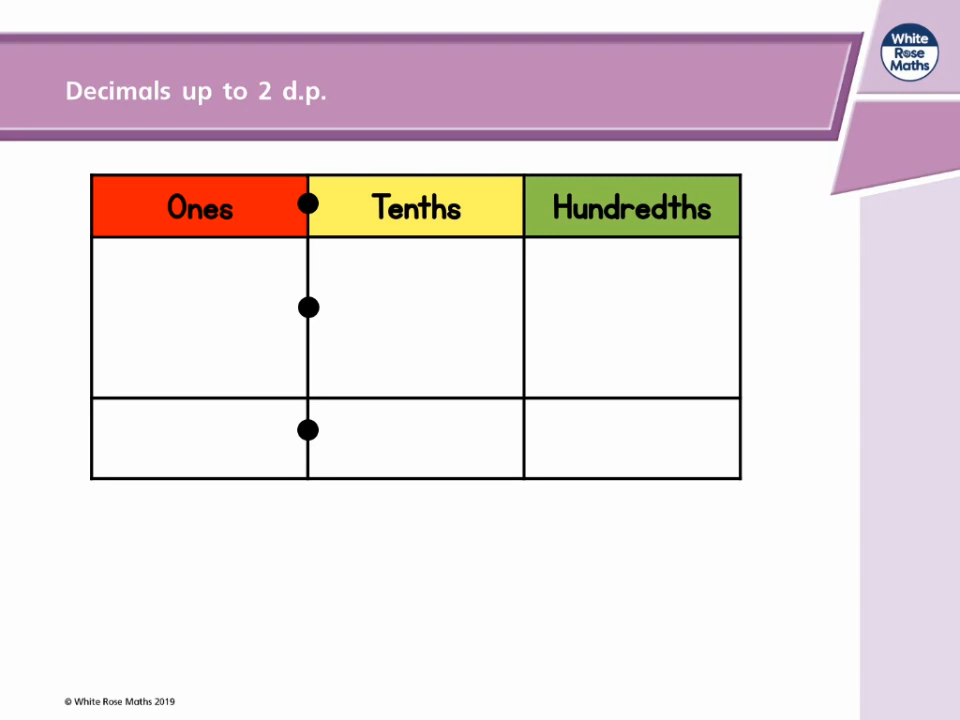 Decimals up to 2 d.p.
White
Rose
Maths
Ones
Tenths
Hundredths
© White Rose Maths 2019